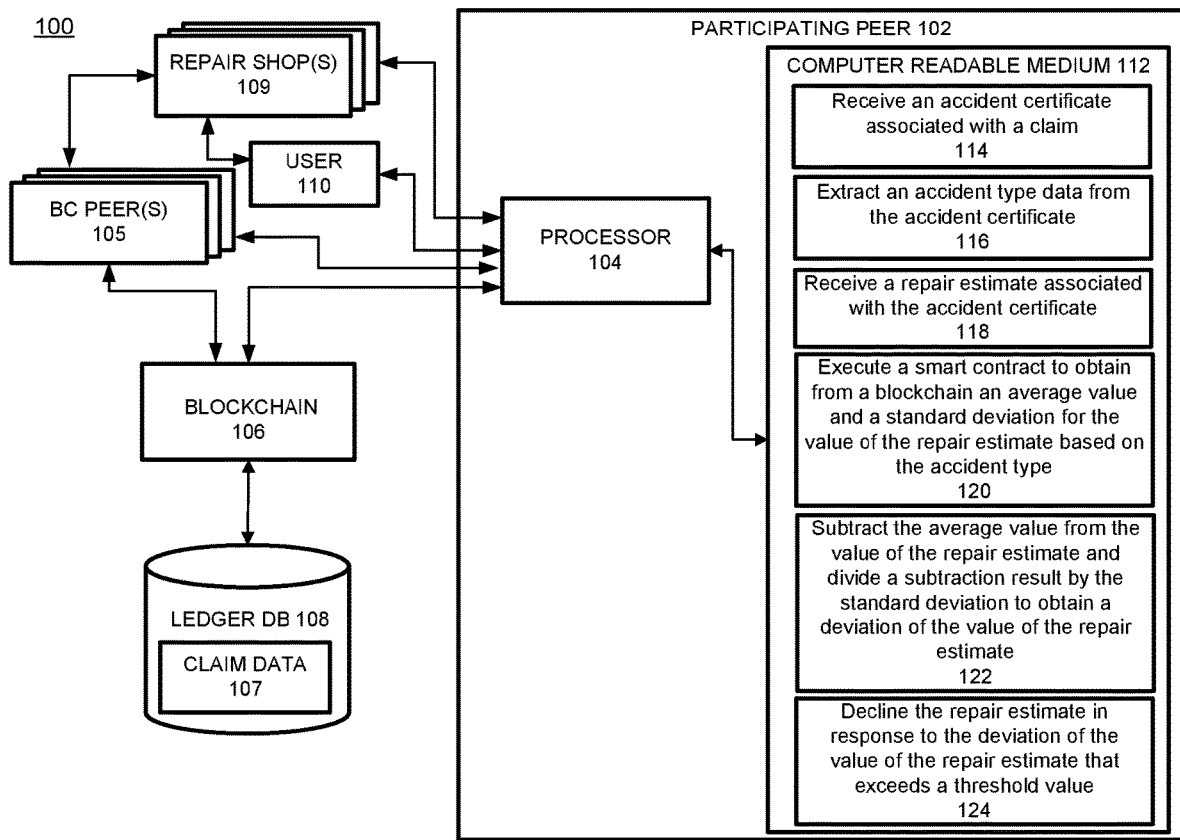 100
REPAIR SHOP(S)
109
USER
110
BC PEER(S)
105
BLOCKCHAIN
106
LEDGER DB 108
CLAIM DATA
107
PARTICIPATING PEER 102
PROCESSOR
104
COMPUTER READABLE MEDIUM 112
Receive an accident certificate
associated with a claim
114
Extract an accident type data from
the accident certificate
116
Receive a repair estimate associated
with the accident certificate
118
Execute a smart contract to obtain
from a blockchain an average value
and a standard deviation for the
value of the repair estimate based on
the accident type
120
Subtract the average value from the
value of the repair estimate and
divide a subtraction result by the
standard deviation to obtain a
deviation of the value of the repair
estimate
122
Decline the repair estimate in
response to the deviation of the
value of the repair estimate that
exceeds a threshold value
124